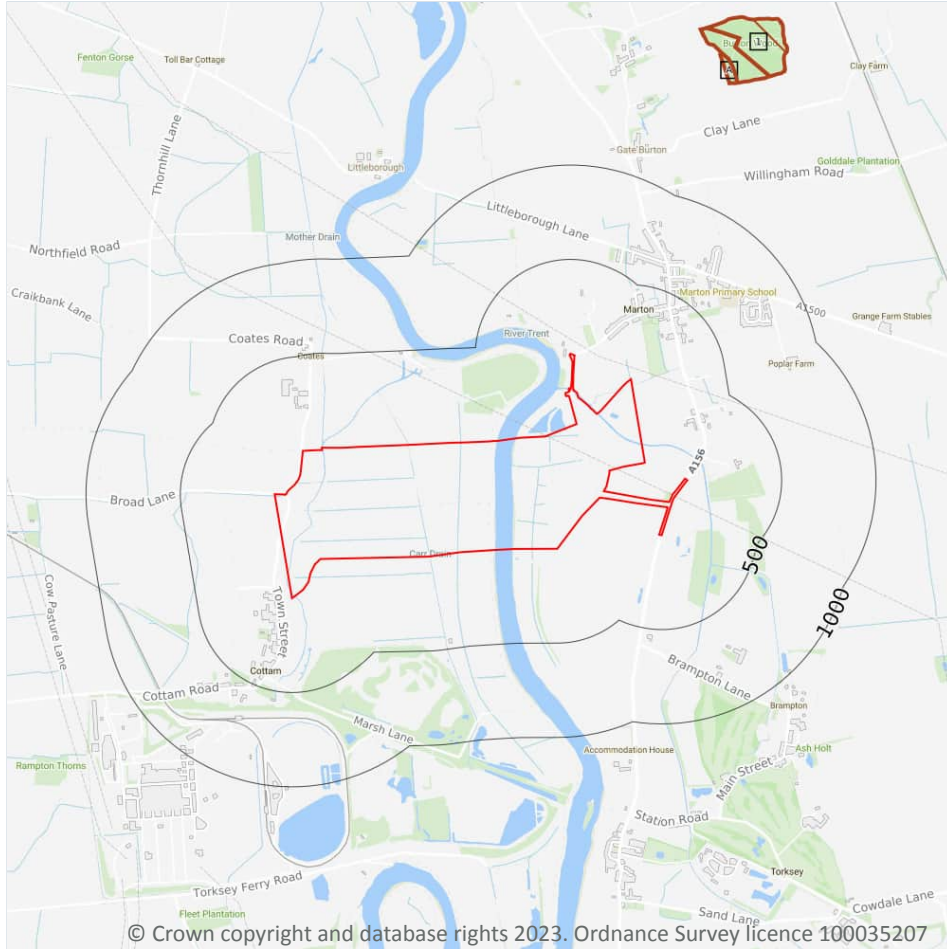 Fenton Gorse
Toll Bar Cottage
Burton Wood
1
A
Clay Farm
Clay Lane
Gate Burton
Thornhill Lane
Littleborough
Golddale Plantation
Willingham Road
Littleborough Lane
Mother Drain
Northfield Road
Marton Primary School
Craikbank Lane
Marton
A1500
Grange Farm Stables
River Trent
Coates Road
Coates
Poplar Farm
A156
Broad Lane
500
Carr Drain
1000
Cow Pasture Lane
Town Street
Cottam
Brampton Lane
Cottam Road
Brampton
Marsh Lane
Accommodation House
Ash Holt
Rampton Thorns
Main Street
Station Road
Torksey
Torksey Ferry Road
Cowdale Lane
Fleet Plantation
Sand Lane
© Crown copyright and database rights 2023. Ordnance Survey licence 100035207